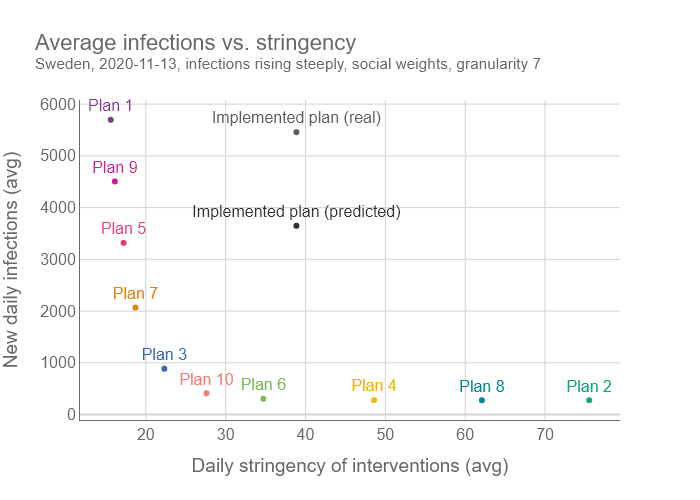 Average infections vs. stringency
Sweden, 2020-11-13, infections rising steeply, social weights, granularity 7
New daily infections (avg)
6000
5000
4000
3000
2000
1000
0
Plan 1
Implemented plan (real)
Plan 9
Implemented plan (predicted)
Plan 5
Plan 7
Plan 3
Plan 10
Plan 6
Plan 4
Plan 8
Plan 2
20 30 40 50 60 70
Daily stringency of interventions (avg)